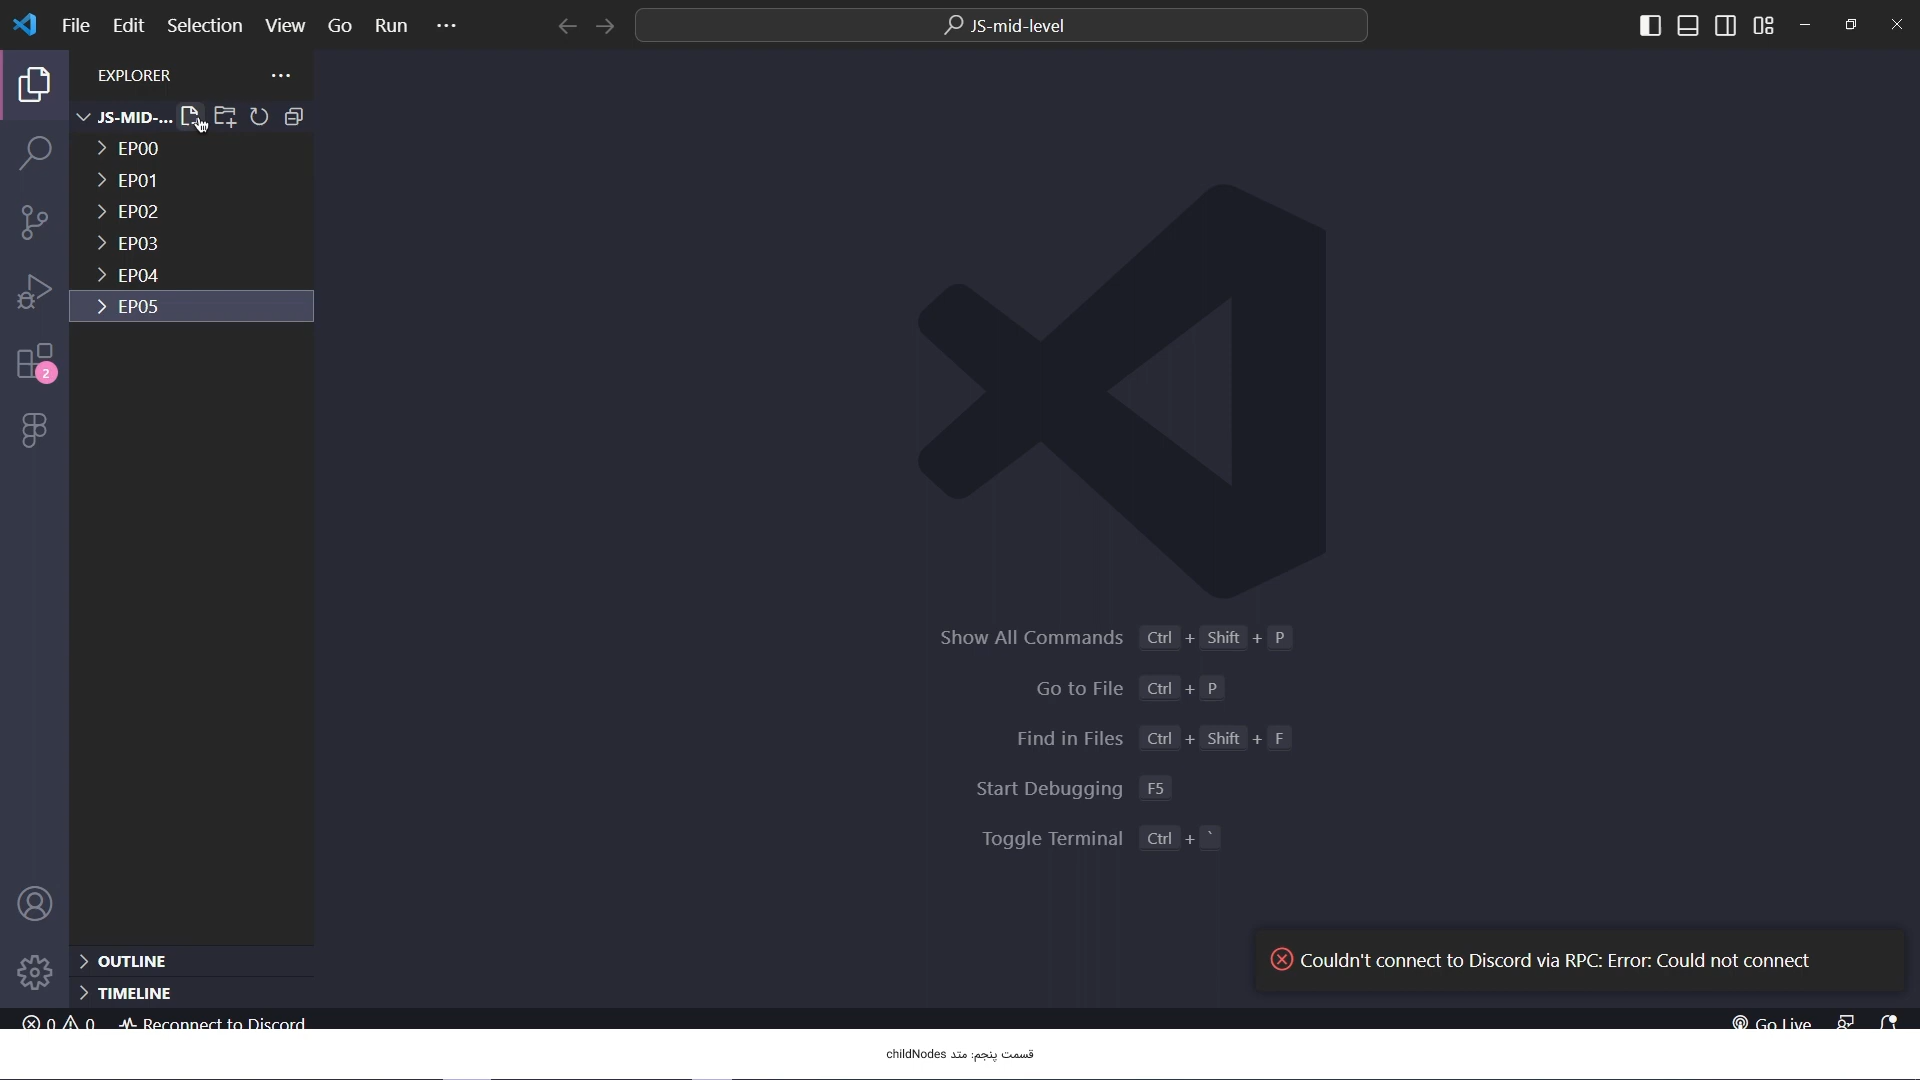 File Edit Selection View Go Run ···
JS-mid-level
EXPLORER
JS-MID-...
EP00
EP01
EP02
EP03
EP04
EP05
2
Show All Commands Ctrl + Shift + P
Go to File Ctrl + P
Find in Files Ctrl + Shift + F
Start Debugging F5
Toggle Terminal Ctrl + `
OUTLINE
TIMELINE
Couldn't connect to Discord via RPC: Error: Could not connect
0 0 Reconnect to Discord
Go Live
قسمت پنجم: متد childNodes